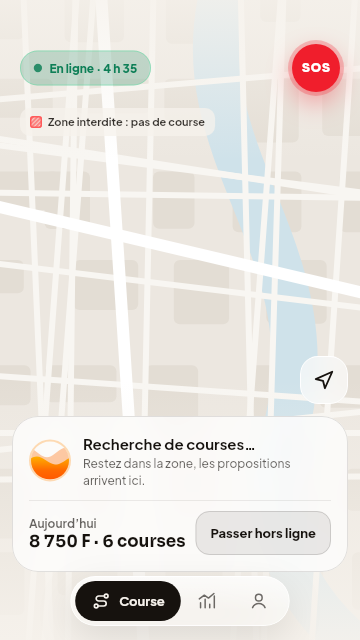 En ligne · 4 h 35
SOS
Zone interdite : pas de course
Recherche de courses…
Restez dans la zone, les propositions
arrivent ici.
Aujourd’hui
8 750 F · 6 courses
Passer hors ligne
Course